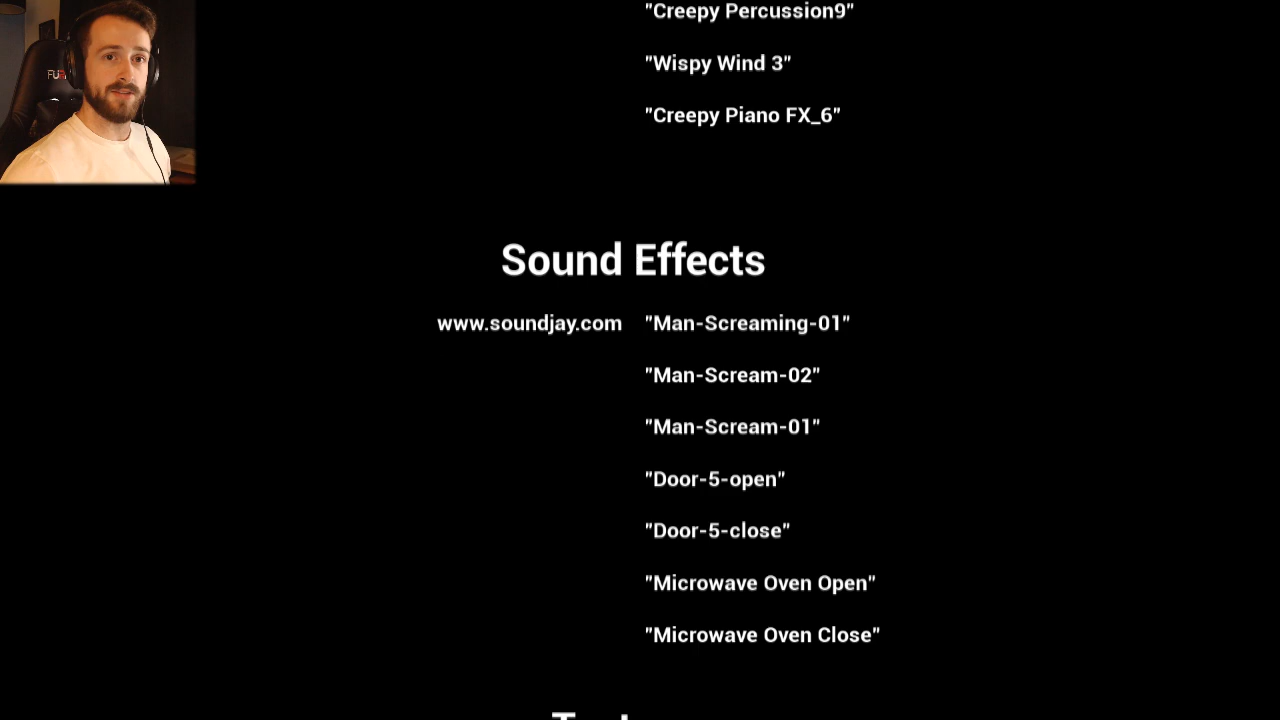 "Creepy Percussion9"
"Wispy Wind 3"
"Creepy Piano FX_6"
Sound Effects
www.soundjay.com "Man-Screaming-01"
"Man-Scream-02"
"Man-Scream-01"
"Door-5-open"
"Door-5-close"
"Microwave Oven Open"
"Microwave Oven Close"